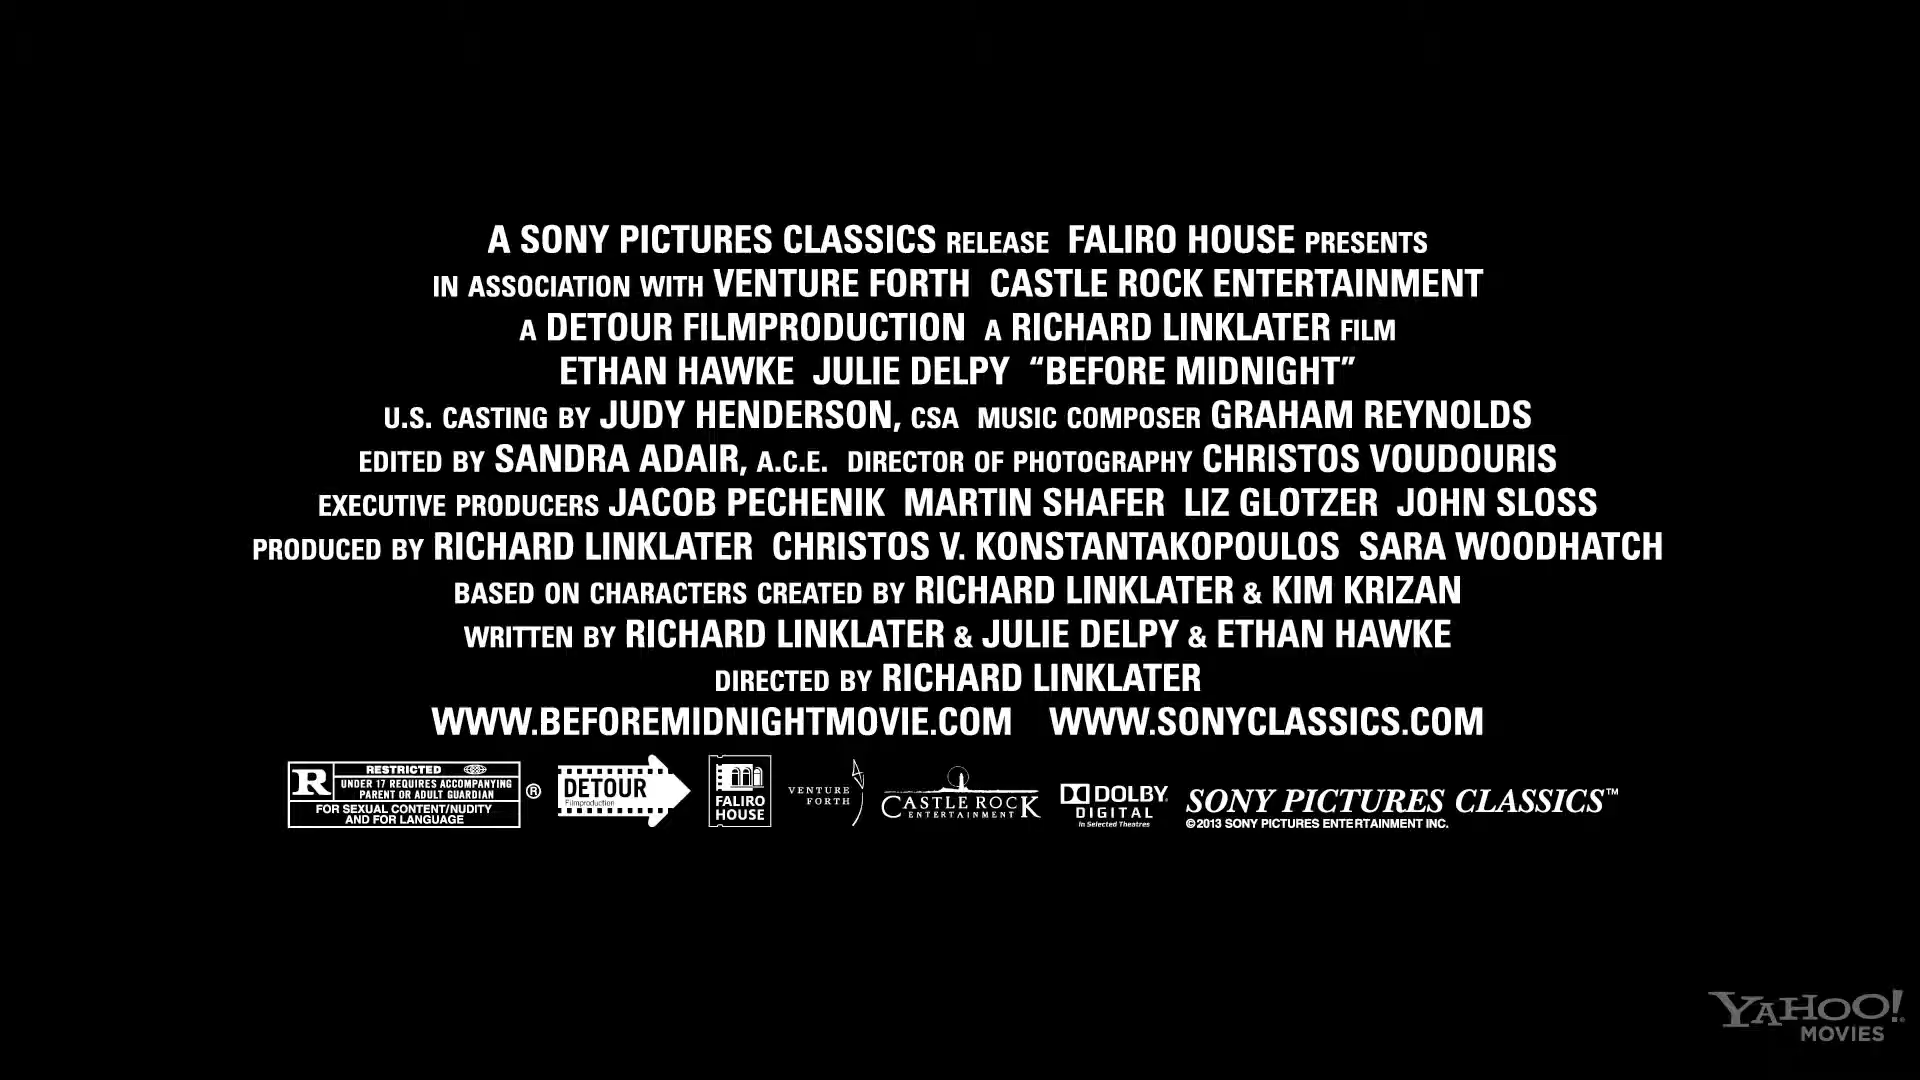 A SONY PICTURES CLASSICS RELEASE FALIRO HOUSE PRESENTS
IN ASSOCIATION WITH VENTURE FORTH CASTLE ROCK ENTERTAINMENT
A DETOUR FILMPRODUCTION A RICHARD LINKLATER FILM
ETHAN HAWKE JULIE DELPY “BEFORE MIDNIGHT”
U.S. CASTING BY JUDY HENDERSON, CSA MUSIC COMPOSER GRAHAM REYNOLDS
EDITED BY SANDRA ADAIR, A.C.E. DIRECTOR OF PHOTOGRAPHY CHRISTOS VOUDOURIS
EXECUTIVE PRODUCERS JACOB PECHENIK MARTIN SHAFER LIZ GLOTZER JOHN SLOSS
PRODUCED BY RICHARD LINKLATER CHRISTOS V. KONSTANTAKOPOULOS SARA WOODHATCH
BASED ON CHARACTERS CREATED BY RICHARD LINKLATER & KIM KRIZAN
WRITTEN BY RICHARD LINKLATER & JULIE DELPY & ETHAN HAWKE
DIRECTED BY RICHARD LINKLATER
WWW.BEFOREMIDNIGHTMOVIE.COM WWW.SONYCLASSICS.COM
R RESTRICTED
UNDER 17 REQUIRES ACCOMPANYING
PARENT OR ADULT GUARDIAN
FOR SEXUAL CONTENT/NUDITY
AND FOR LANGUAGE
®
DETOUR
Filmproduction
FALIRO
HOUSE
VENTURE
FORTH
CASTLE ROCK
ENTERTAINMENT
DOLBY
DIGITAL
In Selected Theatres
SONY PICTURES CLASSICS™
©2013 SONY PICTURES ENTERTAINMENT INC.
YAHOO!
MOVIES